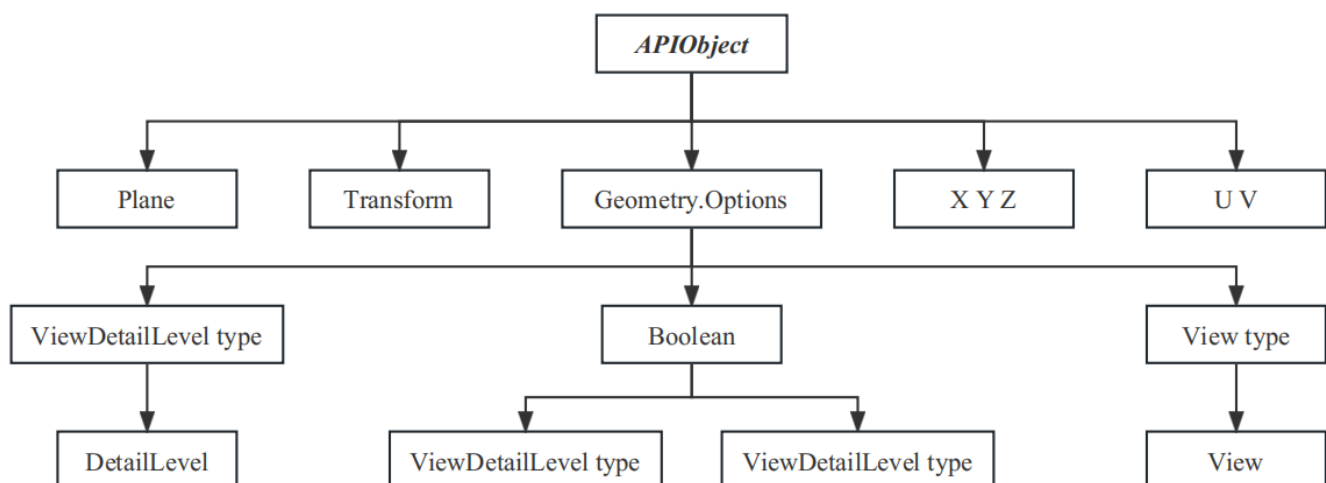 APIObject
Plane
Transform
Geometry.Options
X Y Z
U V
ViewDetailLevel type
Boolean
View type
DetailLevel
ViewDetailLevel type
ViewDetailLevel type
View